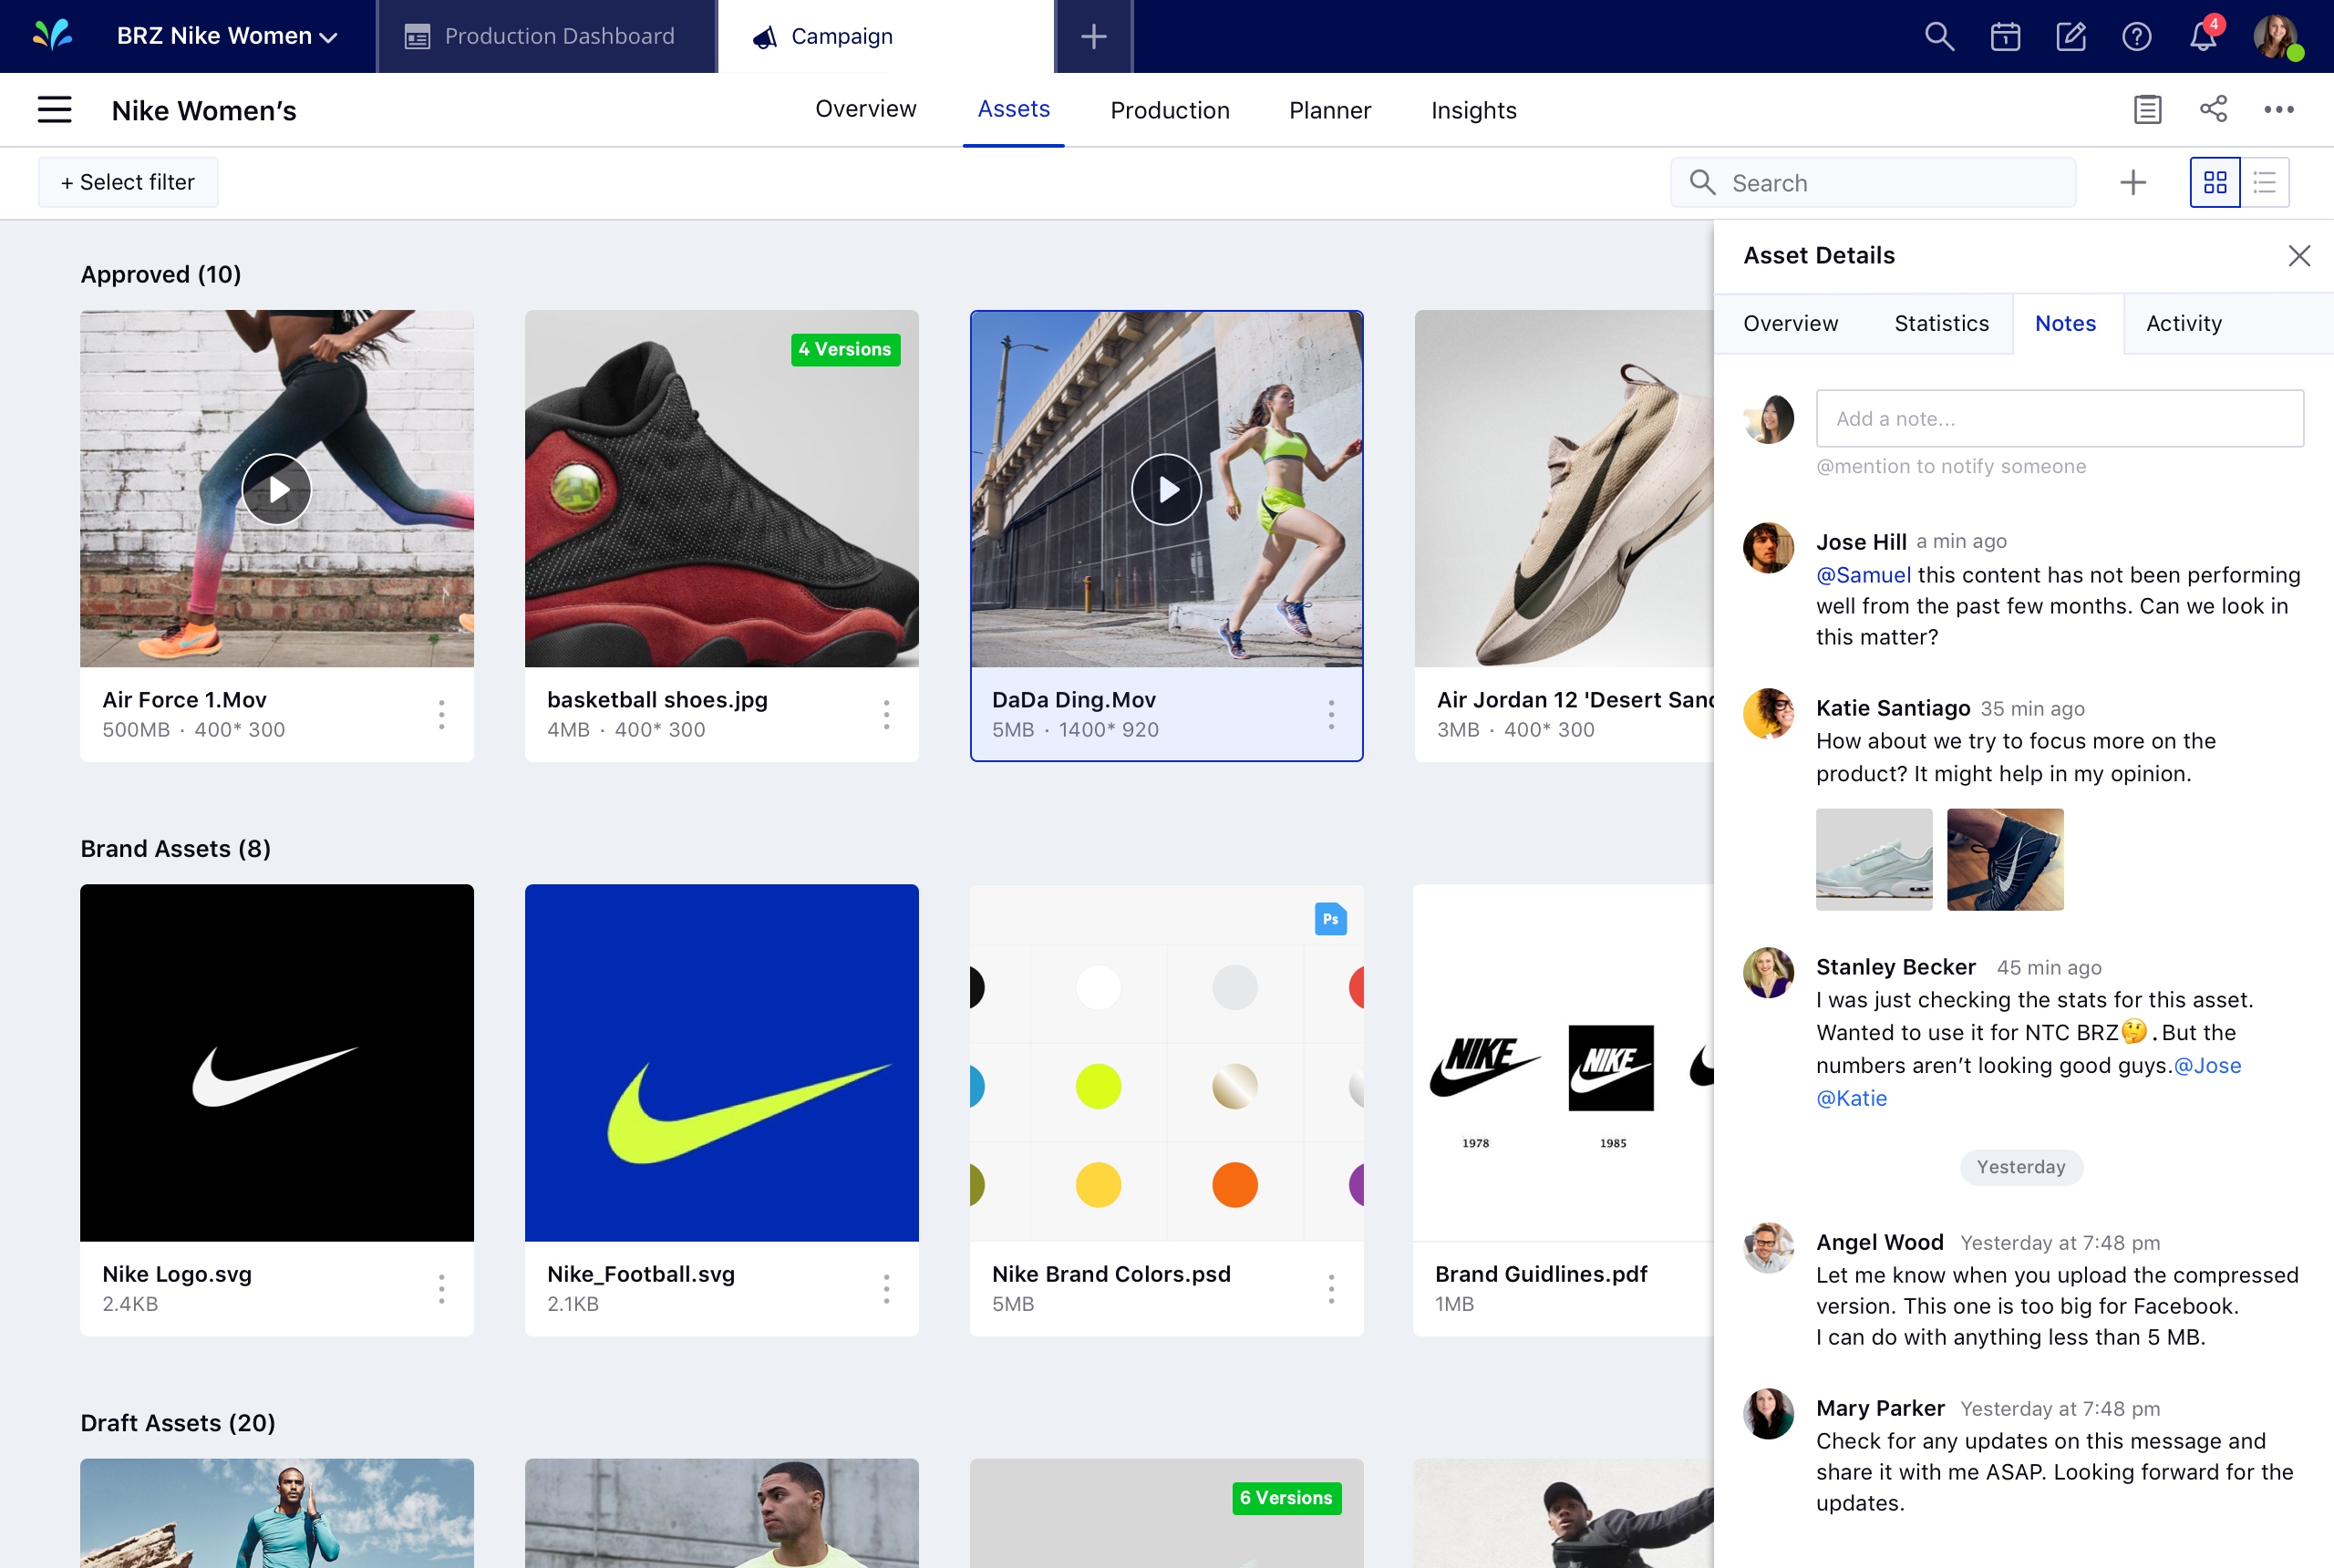 BRZ Nike Women
Production Dashboard
Campaign
1
4
Nike Women’s
Overview
Assets
Production
Planner
Insights
+ Select filter
Search
Approved (10)
4 Versions
Air Force 1.Mov
500MB · 400* 300
basketball shoes.jpg
4MB · 400* 300
DaDa Ding.Mov
5MB · 1400* 920
Air Jordan 12 'Desert Sand
3MB · 400* 300
Brand Assets (8)
Ps
NIKE
NIKE
1978
1985
Nike Logo.svg
2.4KB
Nike_Football.svg
2.1KB
Nike Brand Colors.psd
5MB
Brand Guidlines.pdf
1MB
Draft Assets (20)
6 Versions
Asset Details
Overview
Statistics
Notes
Activity
Add a note...
@mention to notify someone
Jose Hill a min ago
@Samuel this content has not been performing
well from the past few months. Can we look in
this matter?
Katie Santiago 35 min ago
How about we try to focus more on the
product? It might help in my opinion.
Stanley Becker 45 min ago
I was just checking the stats for this asset.
Wanted to use it for NTC BRZ🤔. But the
numbers aren’t looking good guys.@Jose
@Katie
Yesterday
Angel Wood Yesterday at 7:48 pm
Let me know when you upload the compressed
version. This one is too big for Facebook.
I can do with anything less than 5 MB.
Mary Parker Yesterday at 7:48 pm
Check for any updates on this message and
share it with me ASAP. Looking forward for the
updates.